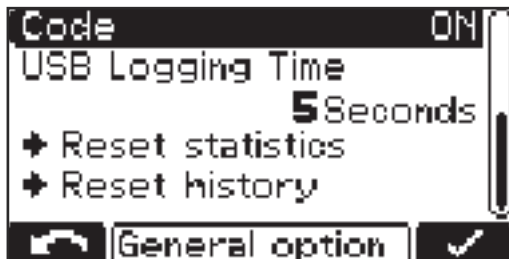 Code ON
USB Logging Time
5 Seconds
Reset statistics
Reset history
General option